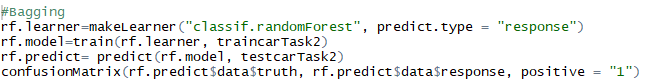 #Bagging
rf.learner=makeLearner("classif.randomForest", predict.type = "response")
rf.model=train(rf.learner, traincarTask2)
rf.predict= predict(rf.model, testcarTask2)
confusionMatrix(rf.predict$data$truth, rf.predict$data$response, positive = "1")